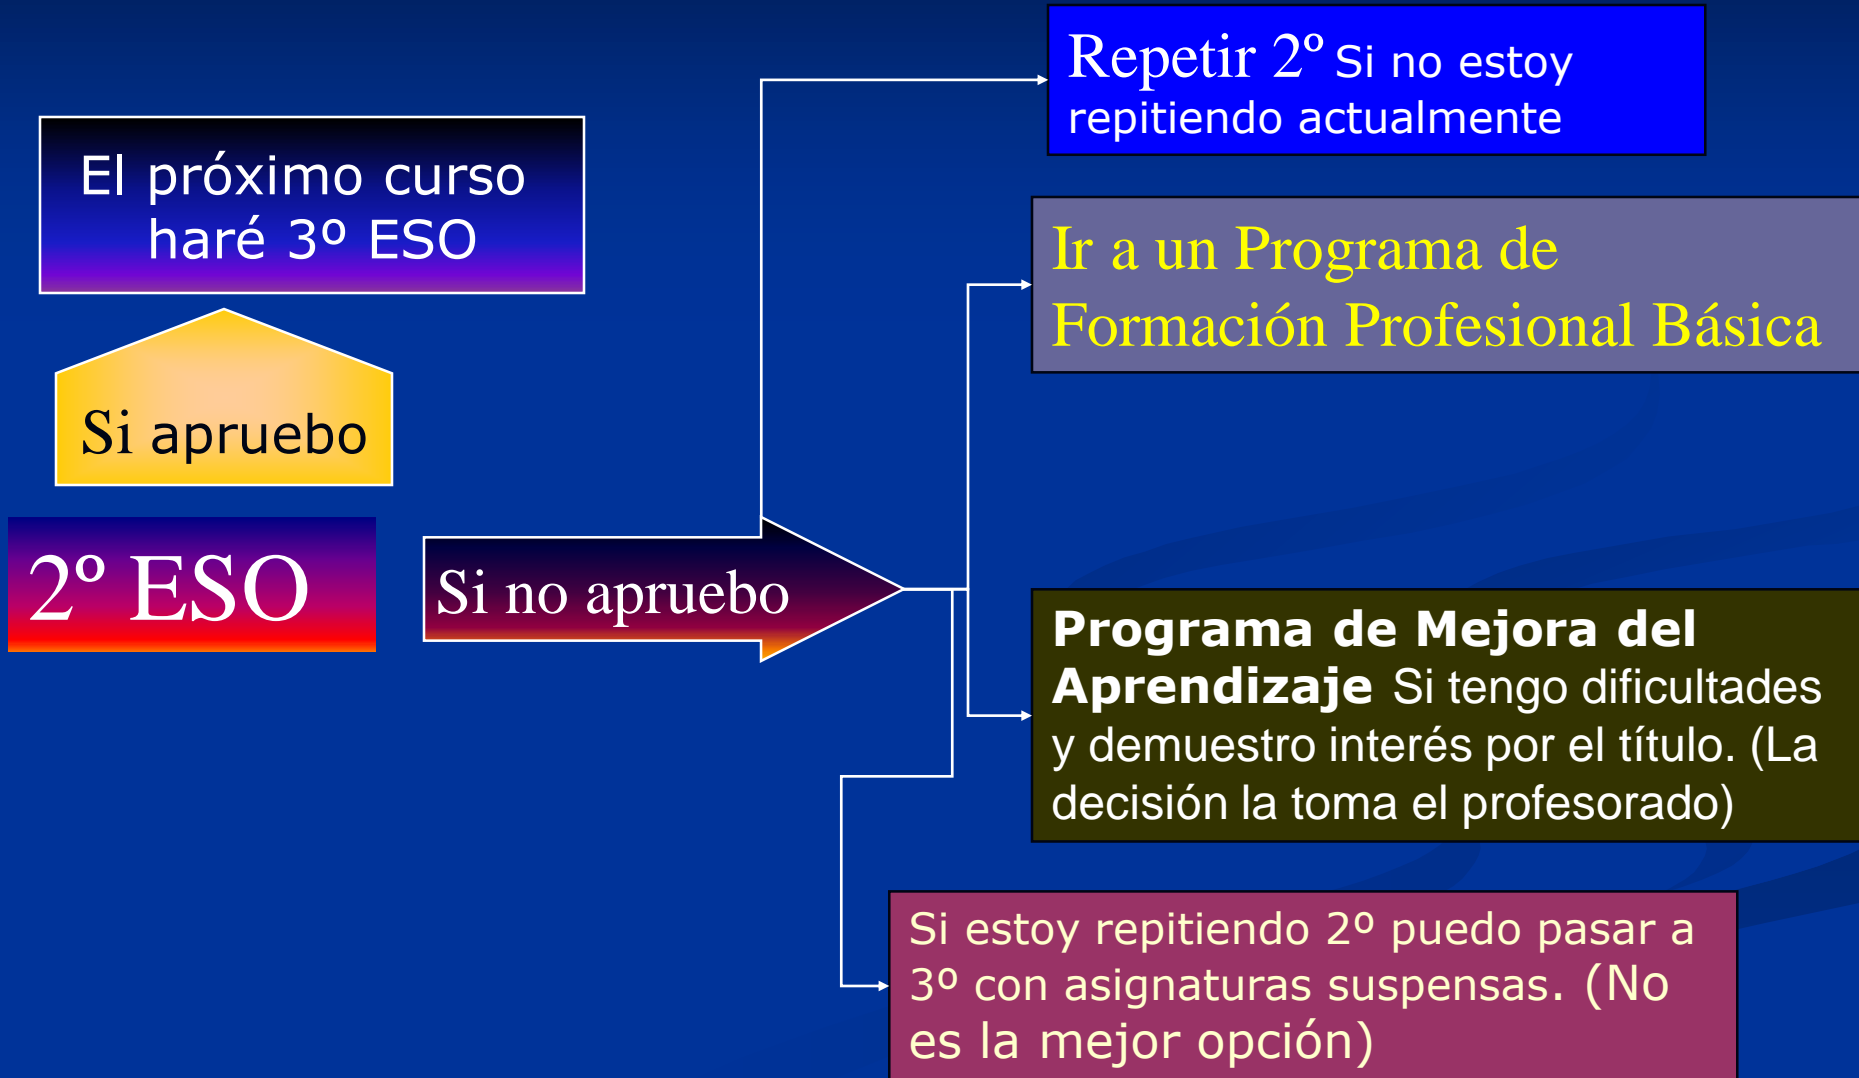 El próximo curso
haré 3º ESO
Si apruebo
2º ESO
Si no apruebo
Repetir 2º Si no estoy
repitiendo actualmente
Ir a un Programa de
Formación Profesional Básica
Programa de Mejora del
Aprendizaje Si tengo dificultades
y demuestro interés por el título. (La
decisión la toma el profesorado)
Si estoy repitiendo 2º puedo pasar a
3º con asignaturas suspensas. (No
es la mejor opción)